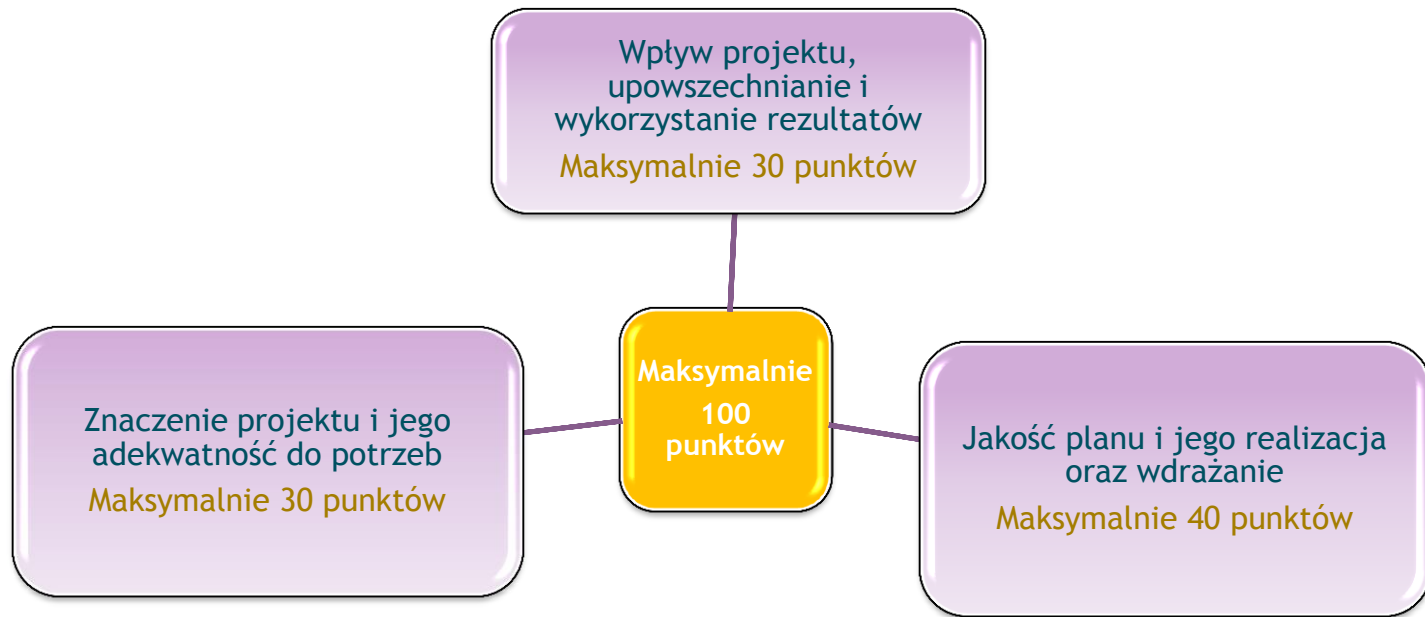 Wpływ projektu,
upowszechnianie i
wykorzystanie rezultatów
Maksymalnie 30 punktów
Maksymalnie
100
punktów
Znaczenie projektu i jego
adekwatność do potrzeb
Maksymalnie 30 punktów
Jakość planu i jego realizacja
oraz wdrażanie
Maksymalnie 40 punktów